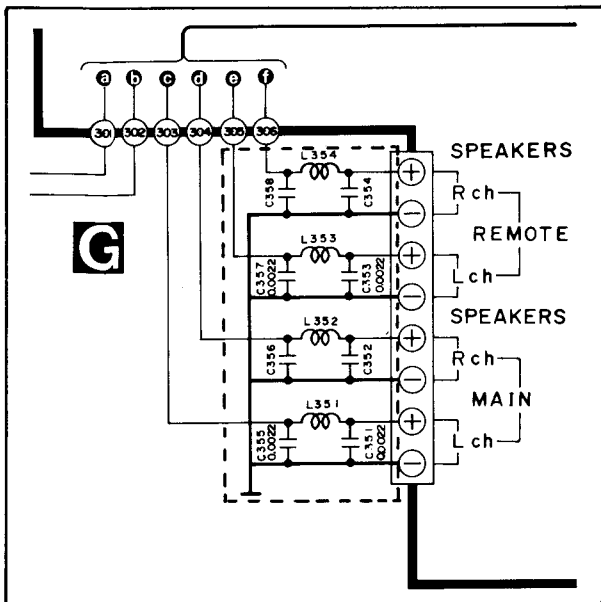 a b c d e f
301 302 303 304 305 306
L354
SPEAKERS
C358
C354
+
Rch
−
REMOTE
L353
C357
0.0022
C353
0.0022
+
Lch
−
SPEAKERS
L352
C356
C352
+
Rch
−
MAIN
L351
C355
0.0022
C351
0.0022
+
Lch
−
G